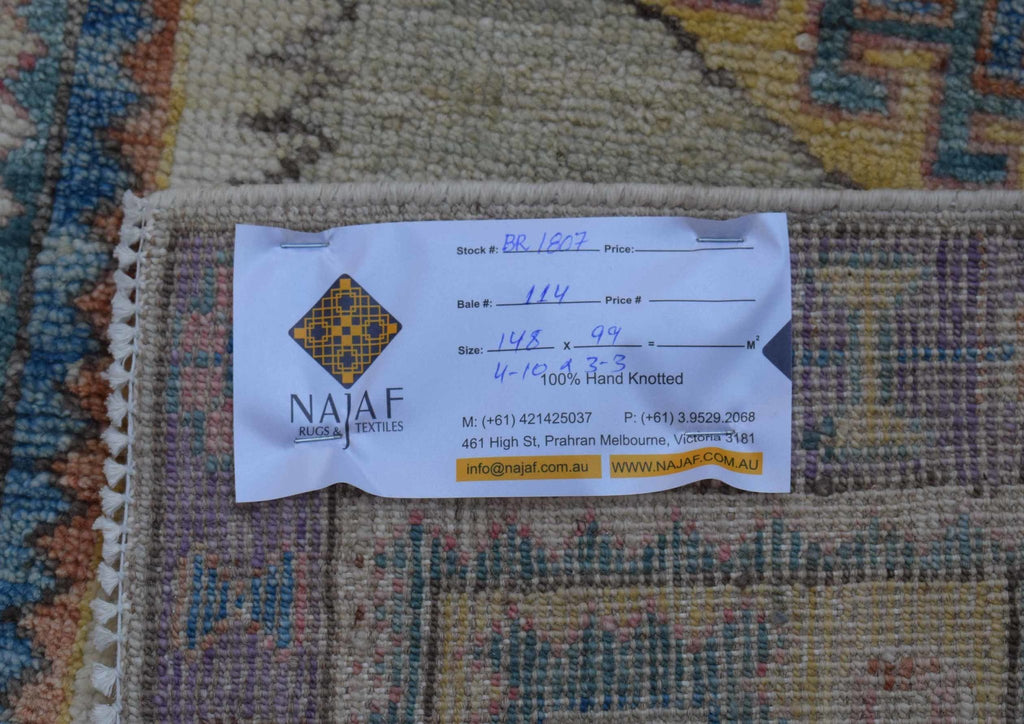 Stock #: BR 1807 Price:
Bale #: 114 Price #
Size: 148 x 99 = M²
4-10 x 3-3
100% Hand Knotted
NAJAF
RUGS & TEXTILES
M: (+61) 421425037 P: (+61) 3.9529.2068
461 High St, Prahran Melbourne, Victoria 3181
info@najaf.com.au WWW.NAJAF.COM.AU